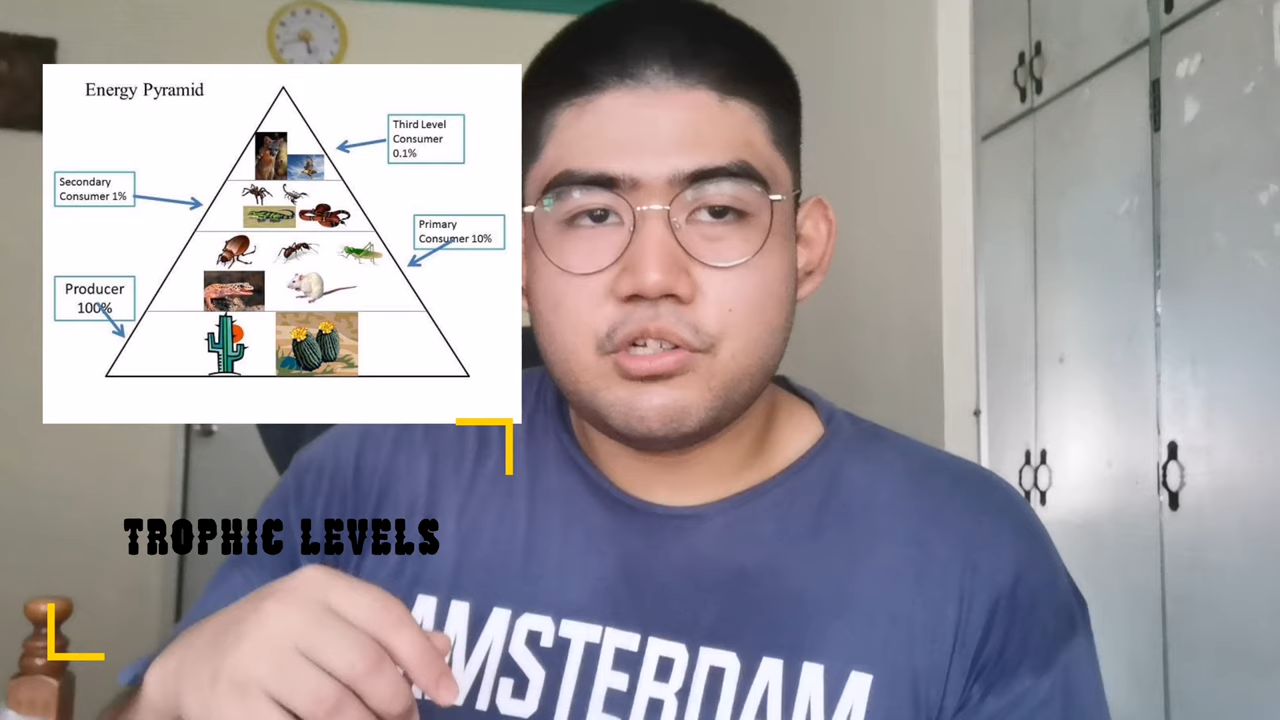 Energy Pyramid
Third Level
Consumer
0.1%
Secondary
Consumer 1%
Primary
Consumer 10%
Producer
100%
TROPHIC LEVELS
AMSTERDAM